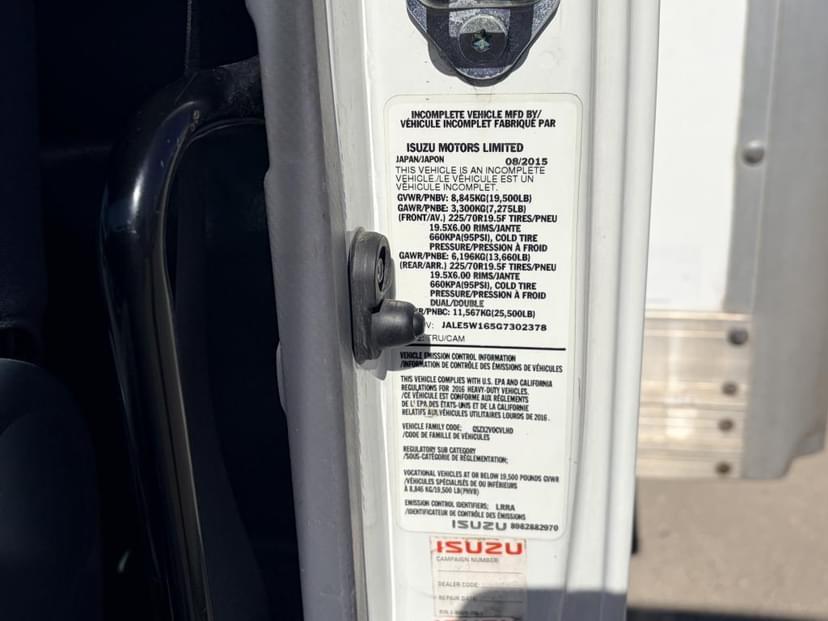 INCOMPLETE VEHICLE MFD BY/
VÉHICULE INCOMPLET FABRIQUÉ PAR
ISUZU MOTORS LIMITED
JAPAN/JAPON 08/2015
THIS VEHICLE IS AN INCOMPLETE
VEHICLE./LE VÉHICULE EST UN
VÉHICULE INCOMPLET.
GVWR/PNBV: 8,845KG(19,500LB)
GAWR/PNBE: 3,300KG(7,275LB)
(FRONT/AV.) 225/70R19.5F TIRES/PNEU
19.5X6.00 RIMS/JANTE
660KPA(95PSI), COLD TIRE
PRESSURE/PRESSION À FROID
GAWR/PNBE: 6,196KG(13,660LB)
(REAR/ARR.) 225/70R19.5F TIRES/PNEU
19.5X6.00 RIMS/JANTE
660KPA(95PSI), COLD TIRE
PRESSURE/PRESSION À FROID
DUAL/DOUBLE
R/PNBC: 11,567KG(25,500LB)
V: JALE5W165G7302378
: TRU/CAM
VEHICLE EMISSION CONTROL INFORMATION
/INFORMATION DE CONTRÔLE DES ÉMISSIONS DE VÉHICULES
THIS VEHICLE COMPLIES WITH U.S. EPA AND CALIFORNIA
REGULATIONS FOR 2016 HEAVY-DUTY VEHICLES.
/CE VÉHICULE EST CONFORME AUX RÈGLEMENTS
DE L' EPA DES ÉTATS-UNIS ET DE LA CALIFORNIE
RELATIFS AUX VÉHICULES UTILITAIRES LOURDS DE 2016.
VEHICLE FAMILY CODE: GSZX2VOCVLHD
/CODE DE FAMILLE DE VÉHICULES
REGULATORY SUB CATEGORY
/SOUS-CATÉGORIE DE RÉGLEMENTATION;
VOCATIONAL VEHICLES AT OR BELOW 19,500 POUNDS GVWR
/VÉHICULES SPÉCIALISÉS DE OU INFÉRIEURS
À 8,845 KG/19,500 LB(PNVB)
EMISSION CONTROL IDENTIFIERS; LRRA
/IDENTIFICATEUR DE CONTRÔLE DES ÉMISSIONS
ISUZU 8982882970
ISUZU
CAMPAIGN NUMBER:
DEALER CODE:
REPAIR DATE: